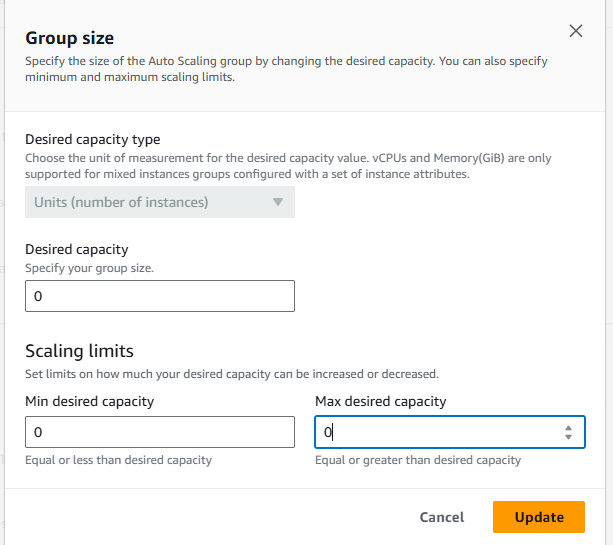 Group size
Specify the size of the Auto Scaling group by changing the desired capacity. You can also specify
minimum and maximum scaling limits.
Desired capacity type
Choose the unit of measurement for the desired capacity value. vCPUs and Memory(GiB) are only
supported for mixed instances groups configured with a set of instance attributes.
Units (number of instances)
Desired capacity
Specify your group size.
0
Scaling limits
Set limits on how much your desired capacity can be increased or decreased.
Min desired capacity
0
Equal or less than desired capacity
Max desired capacity
0
Equal or greater than desired capacity
Cancel
Update